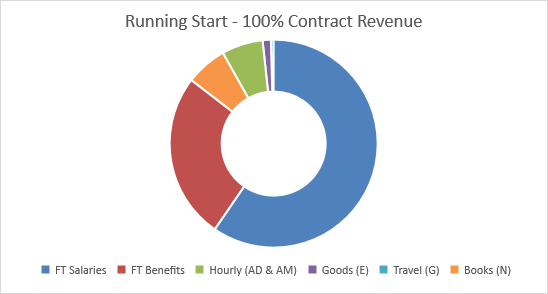 Running Start - 100% Contract Revenue
FT Salaries FT Benefits Hourly (AD & AM) Goods (E) Travel (G) Books (N)